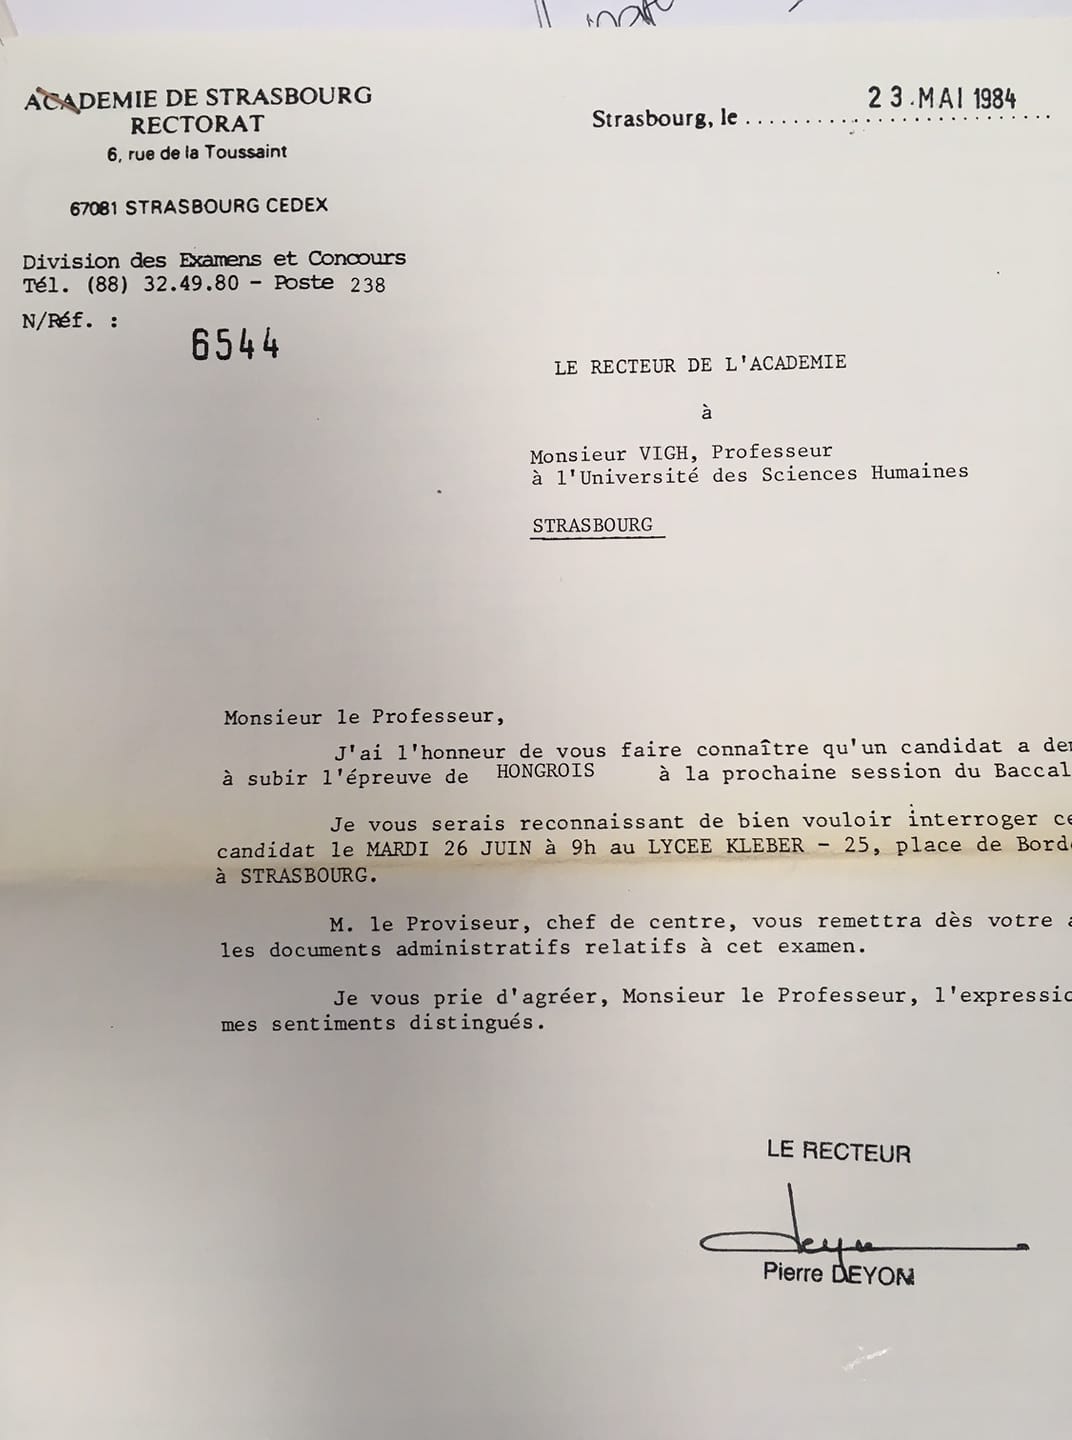 ACADEMIE DE STRASBOURG
RECTORAT
6, rue de la Toussaint
67081 STRASBOURG CEDEX
Division des Examens et Concours
Tél. (88) 32.49.80 - Poste 238
N/Réf. :
6544
Strasbourg, le ............................
23.MAI 1984
LE RECTEUR DE L'ACADEMIE
à
Monsieur VIGH, Professeur
à l'Université des Sciences Humaines
STRASBOURG
Monsieur le Professeur,
J'ai l'honneur de vous faire connaître qu'un candidat a
à subir l'épreuve de HONGROIS à la prochaine session du Baccal
Je vous serais reconnaissant de bien vouloir interroger ce
candidat le MARDI 26 JUIN à 9h au LYCEE KLEBER - 25, place de Bord
à STRASBOURG.
M. le Proviseur, chef de centre, vous remettra dès votre
les documents administratifs relatifs à cet examen.
Je vous prie d'agréer, Monsieur le Professeur, l'expressio
mes sentiments distingués.
LE RECTEUR
Pierre DEYON